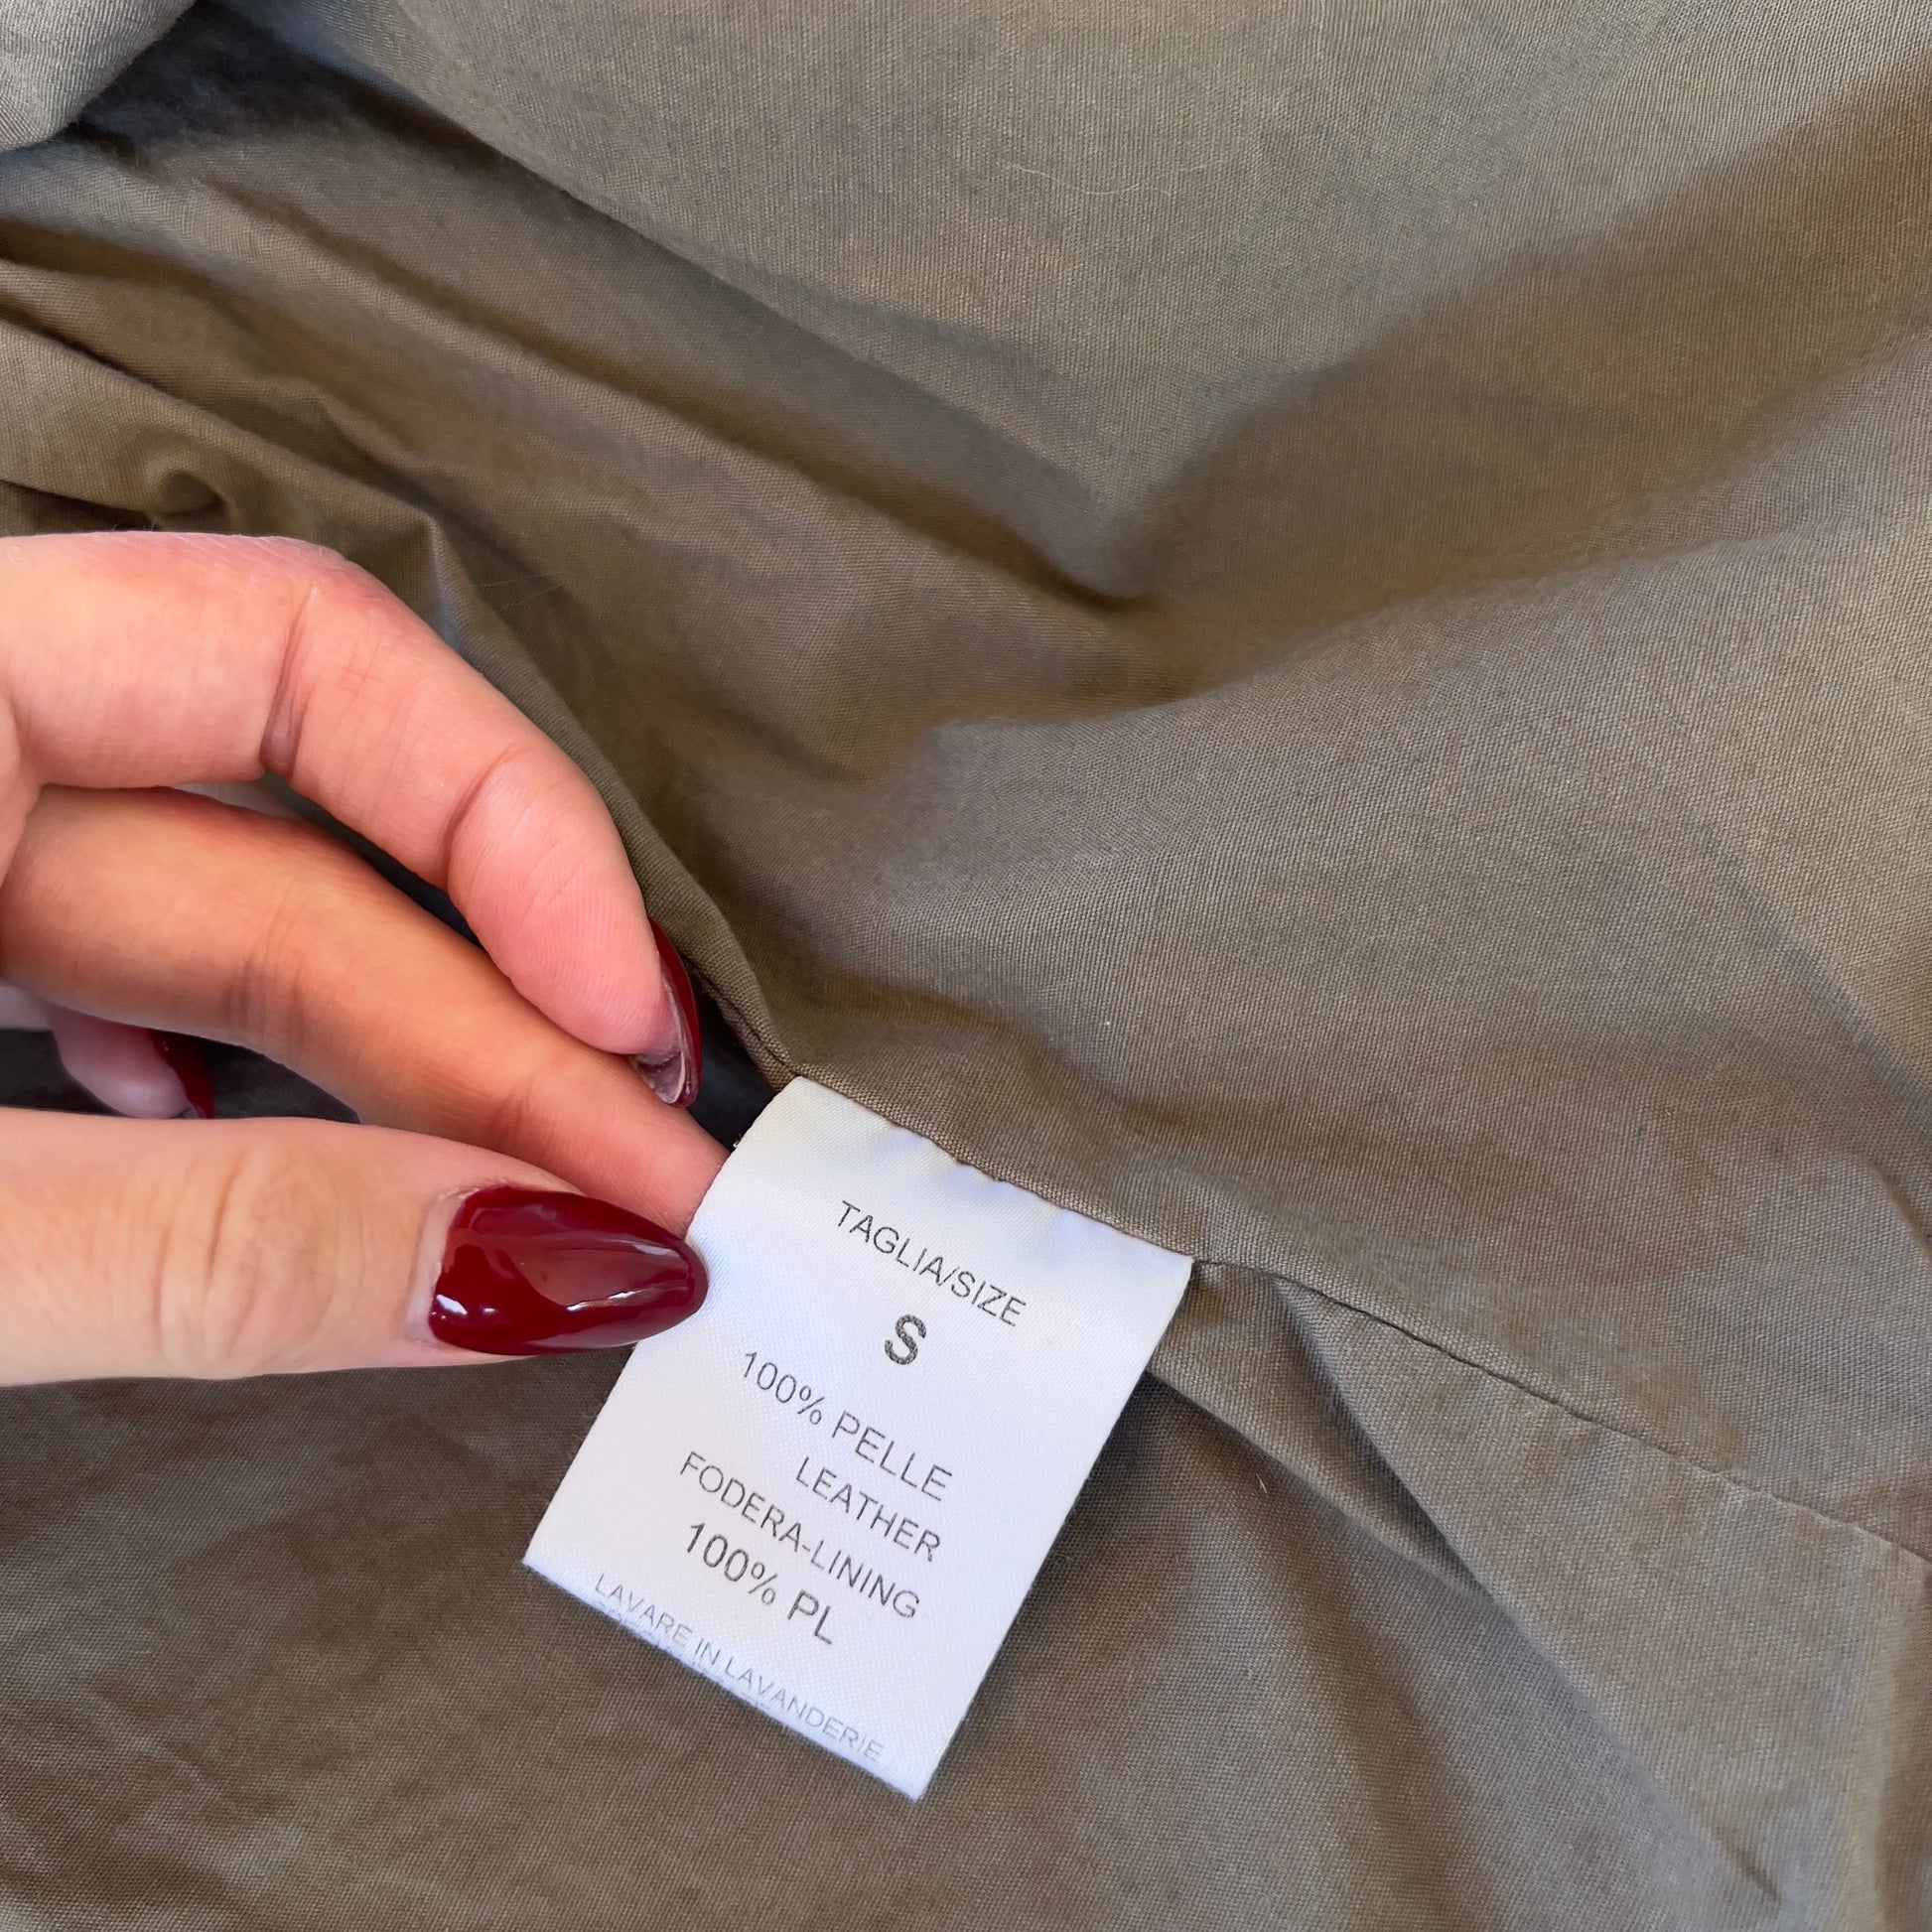 TAGLIA/SIZE
S
100% PELLE
LEATHER
FODERA-LINING
100% PL
LAVARE IN LAVANDERIE